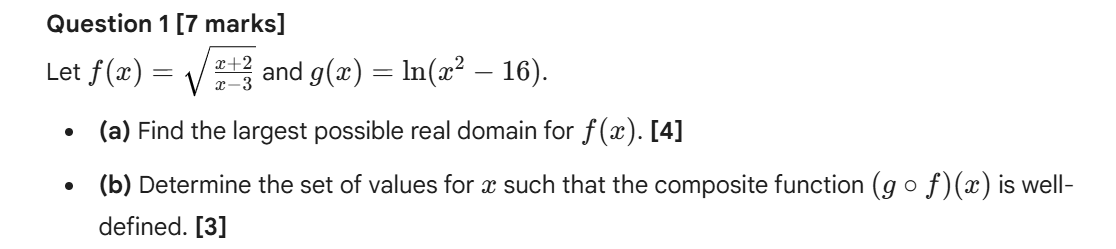 Question 1 [7 marks]
Let f(x) = √((x+2)/(x−3)) and g(x) = ln(x² − 16).
• (a) Find the largest possible real domain for f(x). [4]
• (b) Determine the set of values for x such that the composite function (g ∘ f)(x) is well-
defined. [3]